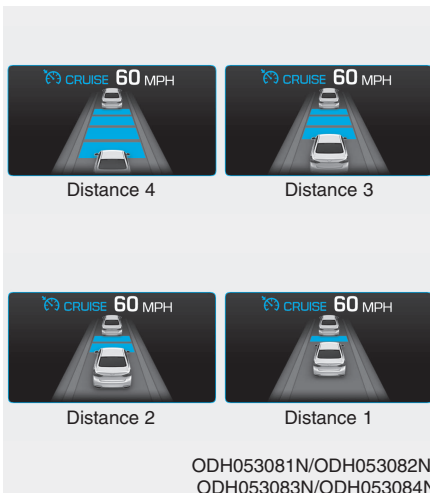 CRUISE 60 MPH
CRUISE 60 MPH
Distance 4
Distance 3
CRUISE 60 MPH
CRUISE 60 MPH
Distance 2
Distance 1
ODH053081N/ODH053082N
ODH053083N/ODH053084N